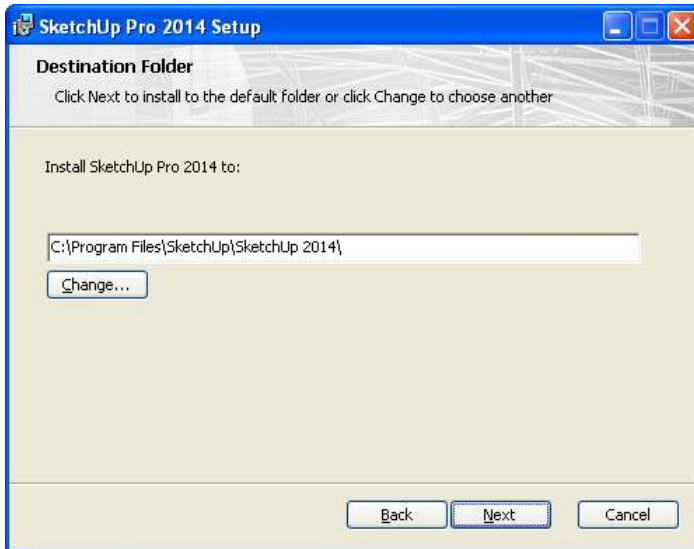 SketchUp Pro 2014 Setup
Destination Folder
Click Next to install to the default folder or click Change to choose another
Install SketchUp Pro 2014 to:
C:\Program Files\SketchUp\SketchUp 2014\
Change...
Back Next Cancel